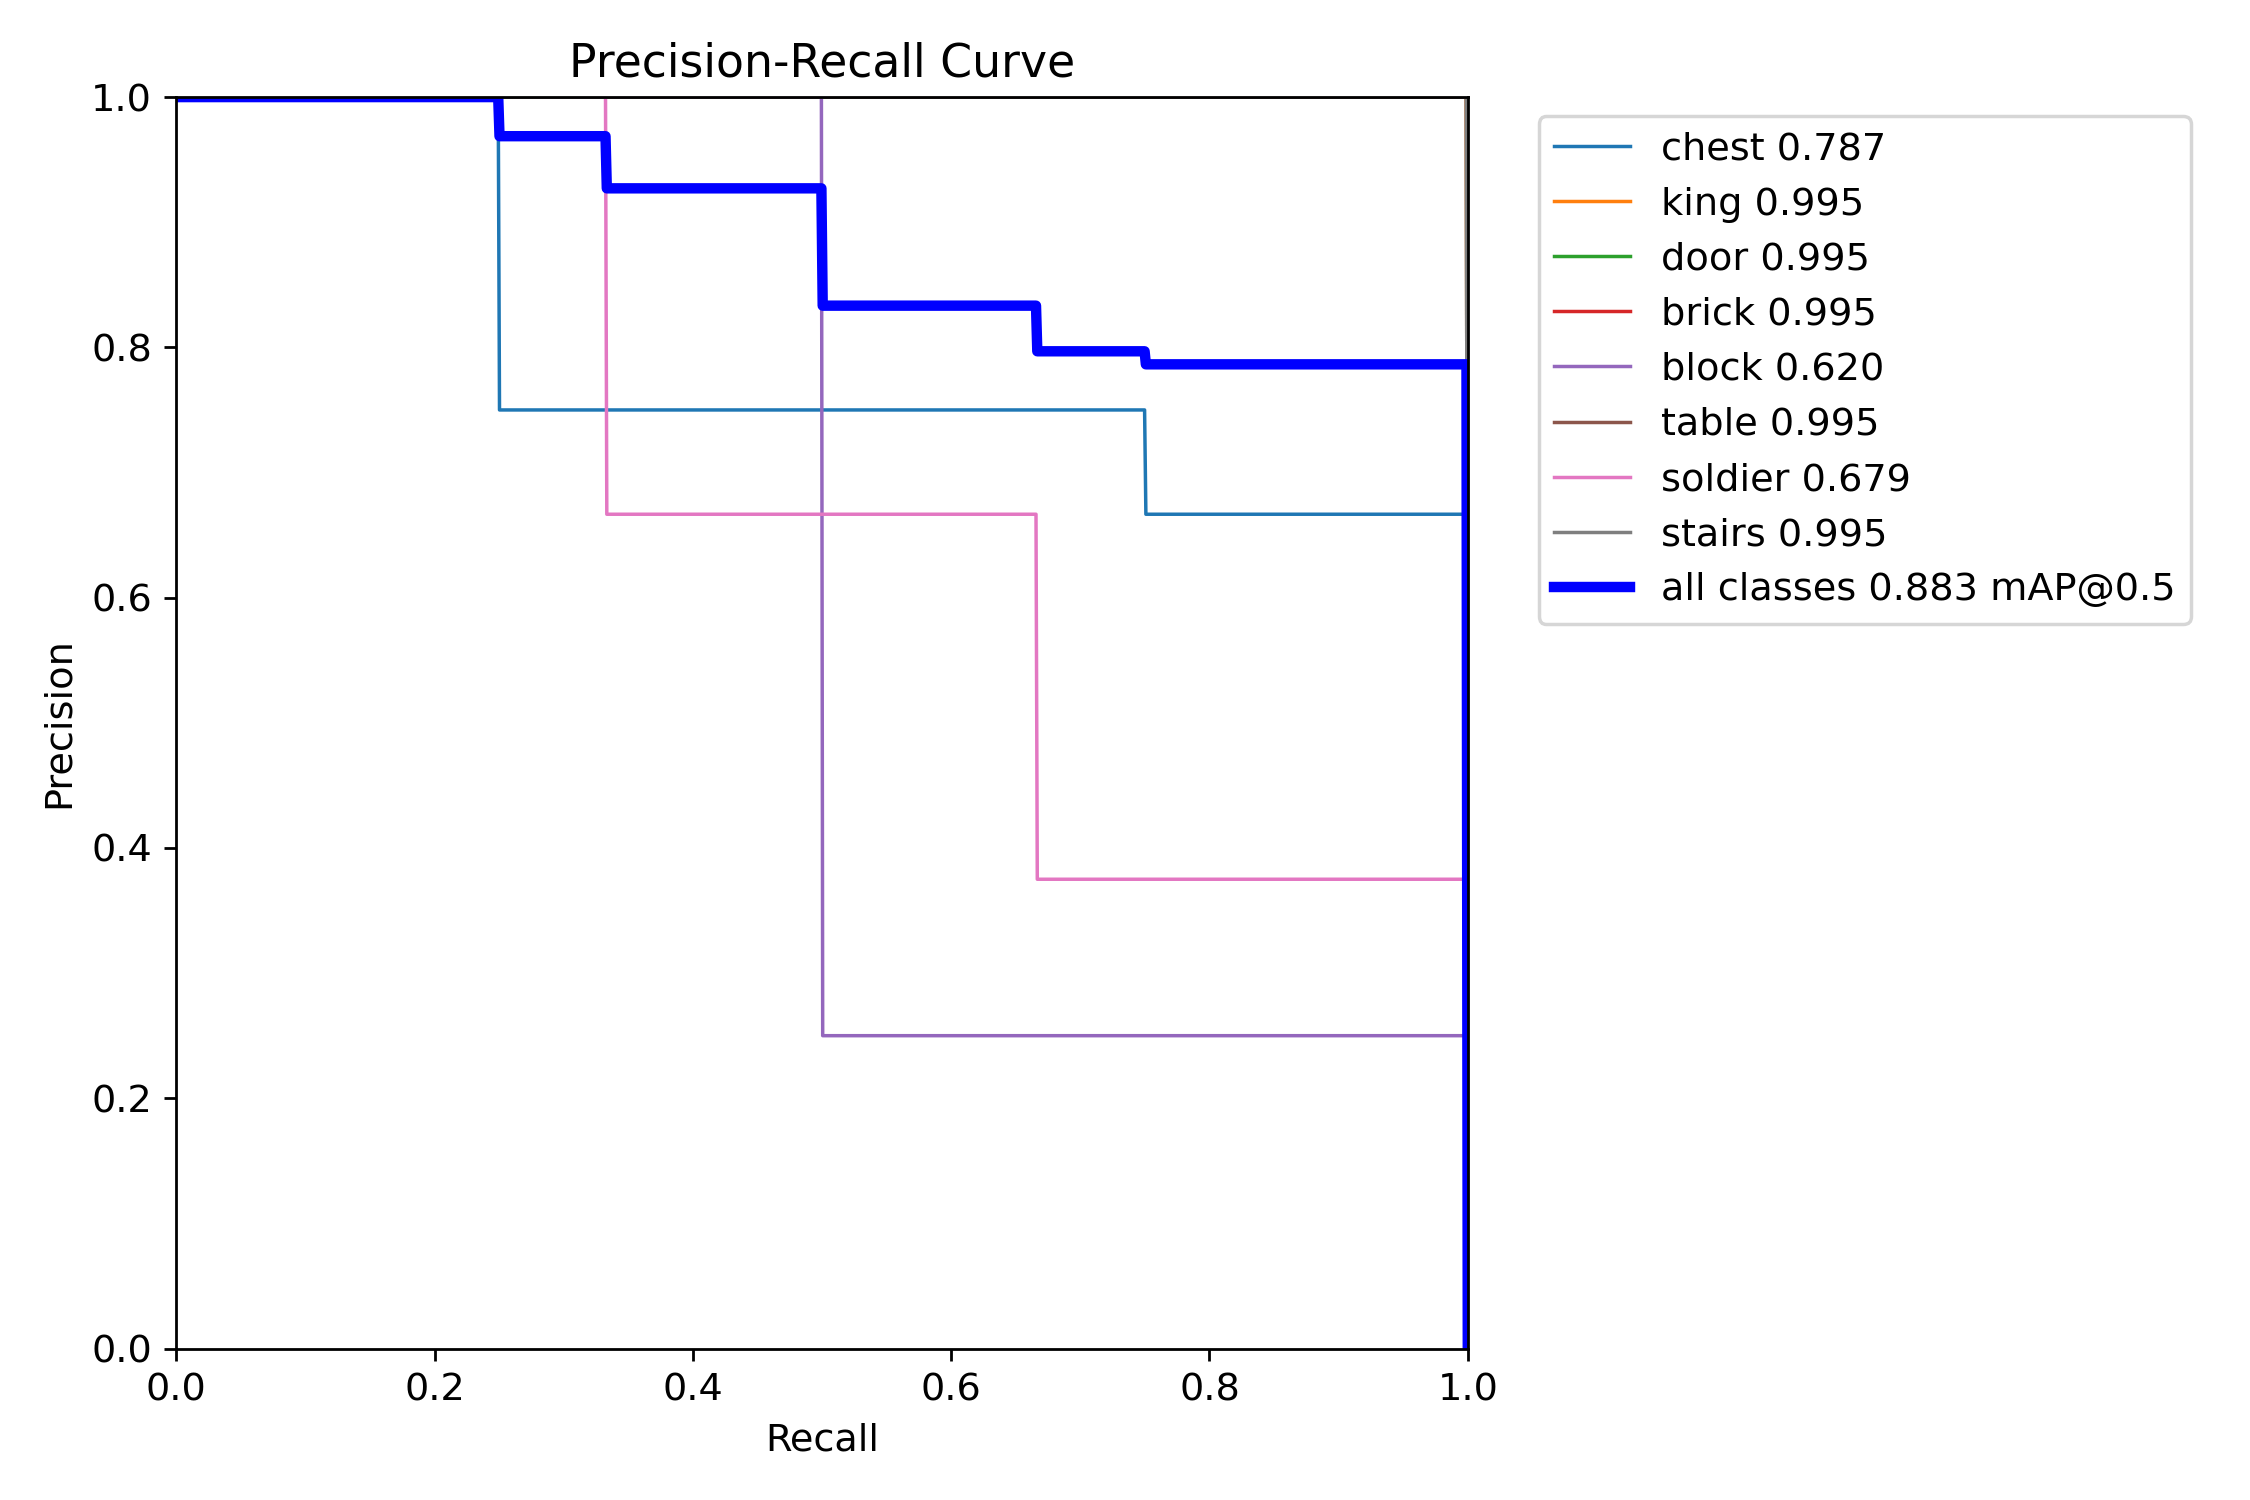 Precision-Recall Curve
1.0
0.8
0.6
0.4
0.2
0.0
Precision
0.0 0.2 0.4 0.6 0.8 1.0
Recall
chest 0.787
king 0.995
door 0.995
brick 0.995
block 0.620
table 0.995
soldier 0.679
stairs 0.995
all classes 0.883 mAP@0.5